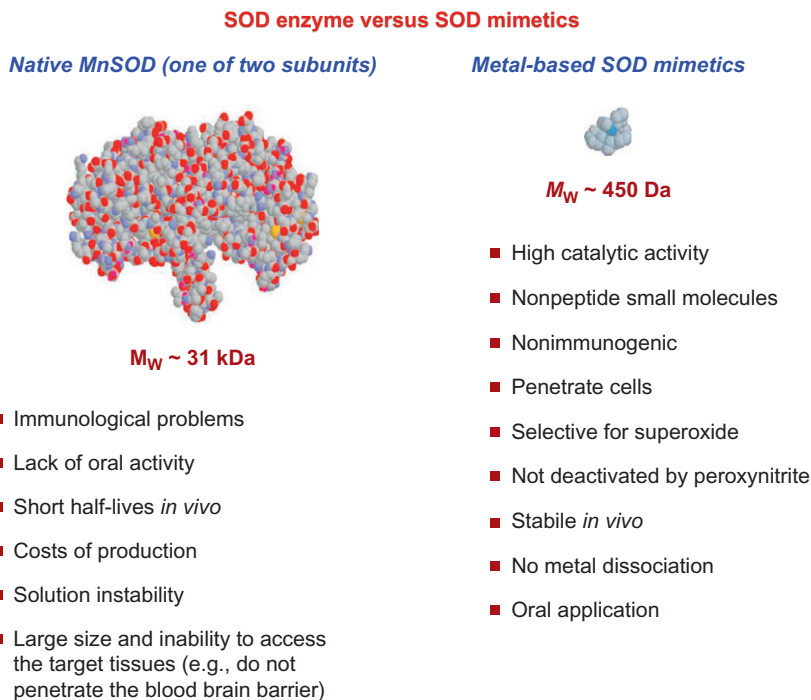 SOD enzyme versus SOD mimetics
Native MnSOD (one of two subunits)
M_W ~ 31 kDa
Immunological problems
Lack of oral activity
Short half-lives in vivo
Costs of production
Solution instability
Large size and inability to access
the target tissues (e.g., do not
penetrate the blood brain barrier)
Metal-based SOD mimetics
M_W ~ 450 Da
High catalytic activity
Nonpeptide small molecules
Nonimmunogenic
Penetrate cells
Selective for superoxide
Not deactivated by peroxynitrite
Stabile in vivo
No metal dissociation
Oral application